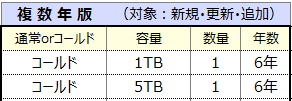 複数年版 （対象：新規・更新・追加）
通常orコールド 容量 数量 年数
コールド 1TB 1 6年
コールド 5TB 1 6年